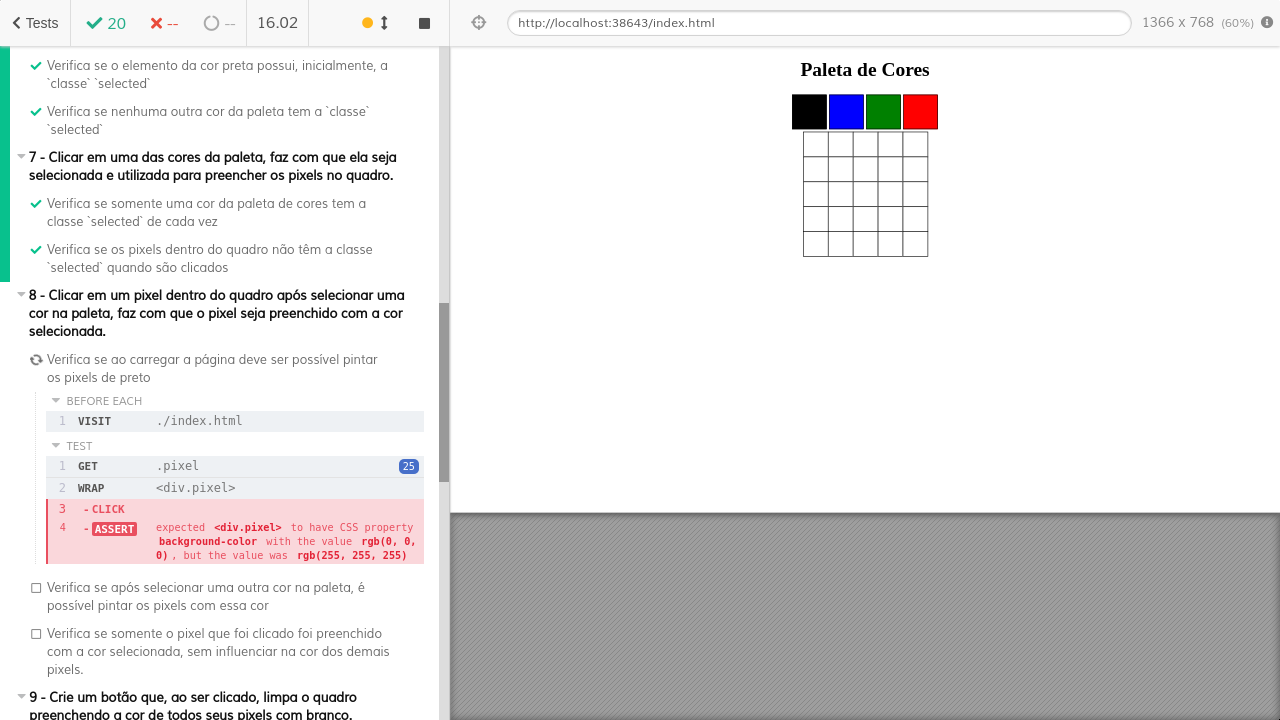 Tests
20
--
--
16.02
http://localhost:38643/index.html
1366 x 768 (60%)
Verifica se o elemento da cor preta possui, inicialmente, a
`classe` `selected`
Verifica se nenhuma outra cor da paleta tem a `classe`
`selected`
7 - Clicar em uma das cores da paleta, faz com que ela seja
selecionada e utilizada para preencher os pixels no quadro.
Verifica se somente uma cor da paleta de cores tem a
classe `selected` de cada vez
Verifica se os pixels dentro do quadro não têm a classe
`selected` quando são clicados
8 - Clicar em um pixel dentro do quadro após selecionar uma
cor na paleta, faz com que o pixel seja preenchido com a cor
selecionada.
Verifica se ao carregar a página deve ser possível pintar
os pixels de preto
BEFORE EACH
1 VISIT ./index.html
TEST
1 GET .pixel 25
2 WRAP <div.pixel>
3 -CLICK
4 -ASSERT expected <div.pixel> to have CSS property
background-color with the value rgb(0, 0,
0), but the value was rgb(255, 255, 255)
Verifica se após selecionar uma outra cor na paleta, é
possível pintar os pixels com essa cor
Verifica se somente o pixel que foi clicado foi preenchido
com a cor selecionada, sem influenciar na cor dos demais
pixels.
9 - Crie um botão que, ao ser clicado, limpa o quadro
preenchendo a cor de todos seus pixels com branco.
Paleta de Cores